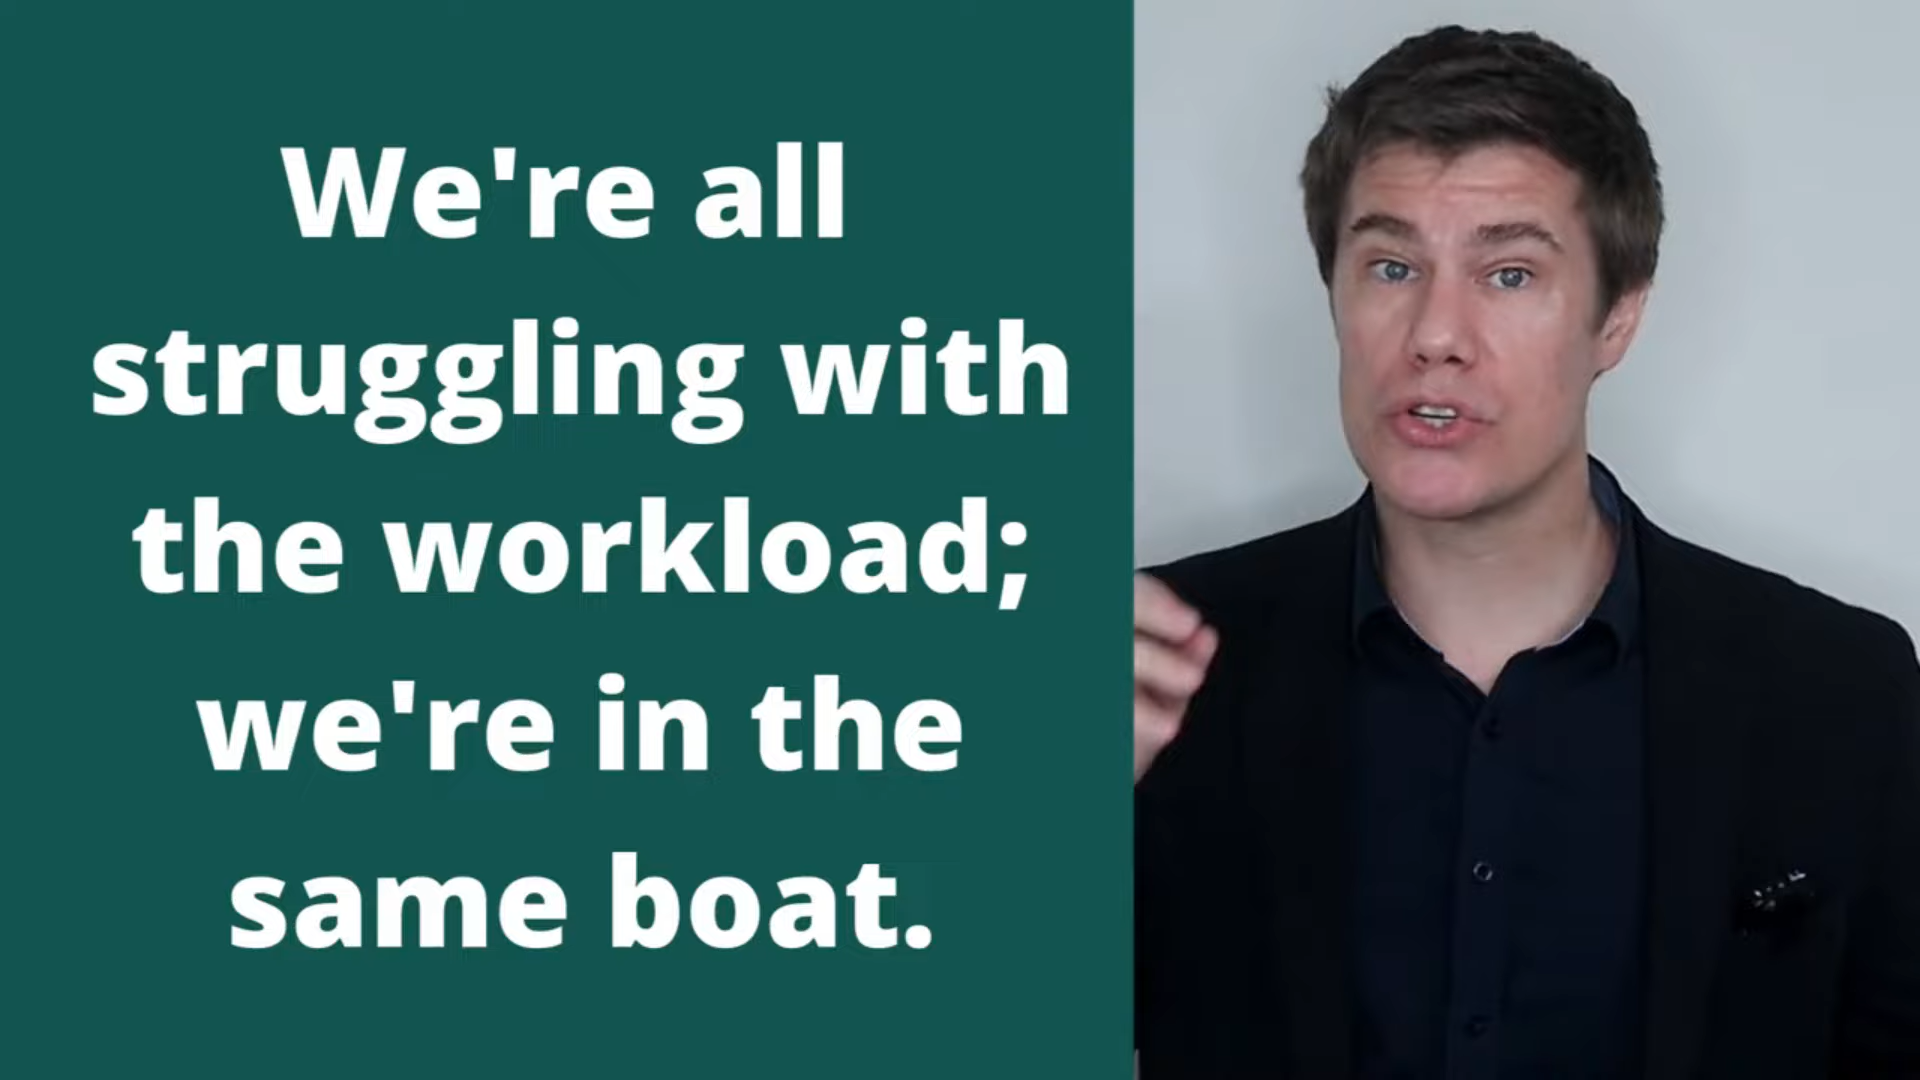 We're all
struggling with
the workload;
we're in the
same boat.